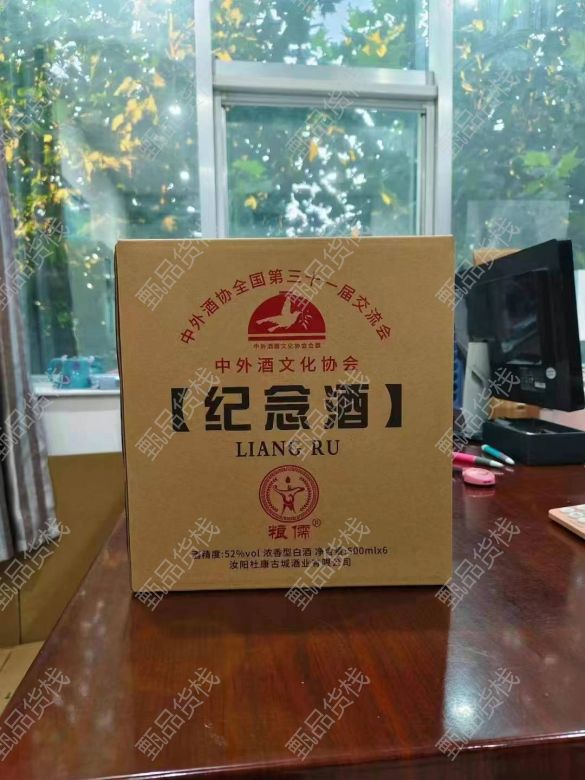 中外酒协全国第三十一届交流会
中外酒文化协会
【纪念酒】
LIANG RU
粮儒®
酒精度:52%vol 浓香型白酒 净含量:500mlx6
汝阳杜康古城酒业有限公司
甄品货栈